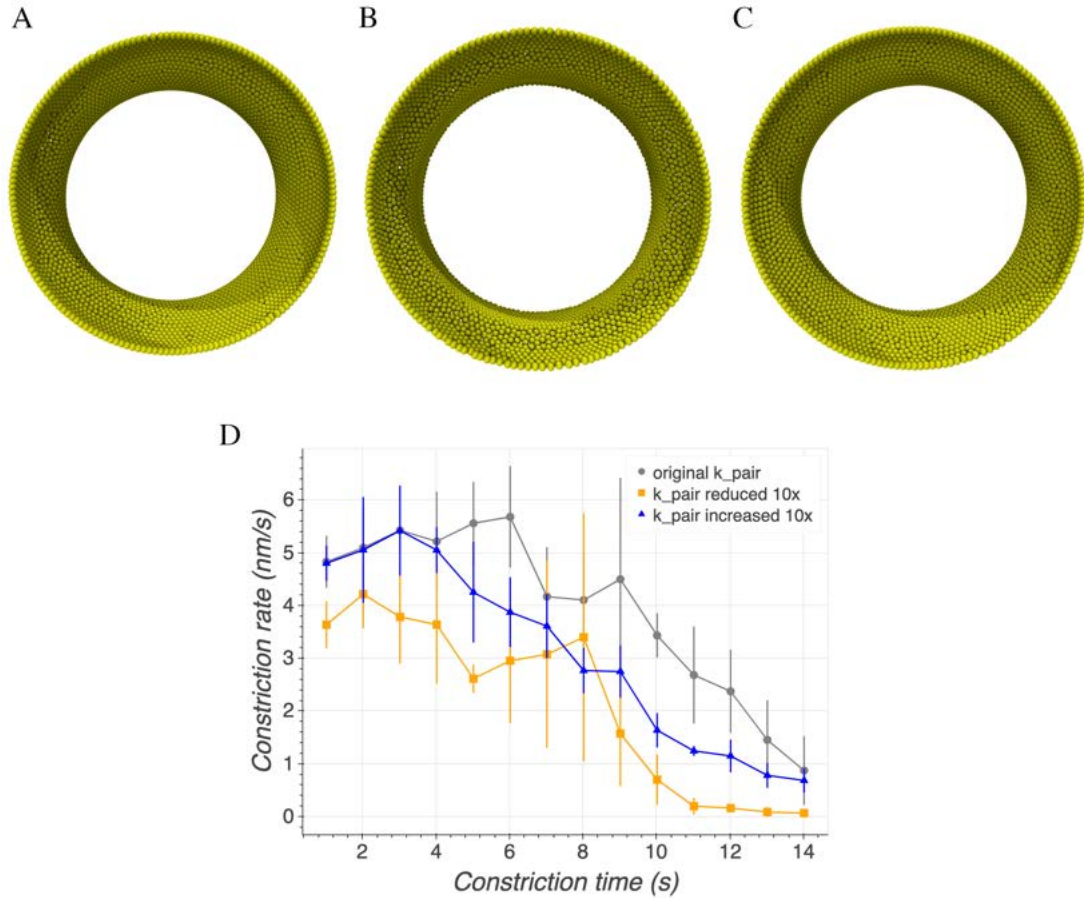 A
B
C
D
original k_pair
k_pair reduced 10x
k_pair increased 10x
Constriction rate (nm/s)
6
5
4
3
2
1
0
2 4 6 8 10 12 14
Constriction time (s)